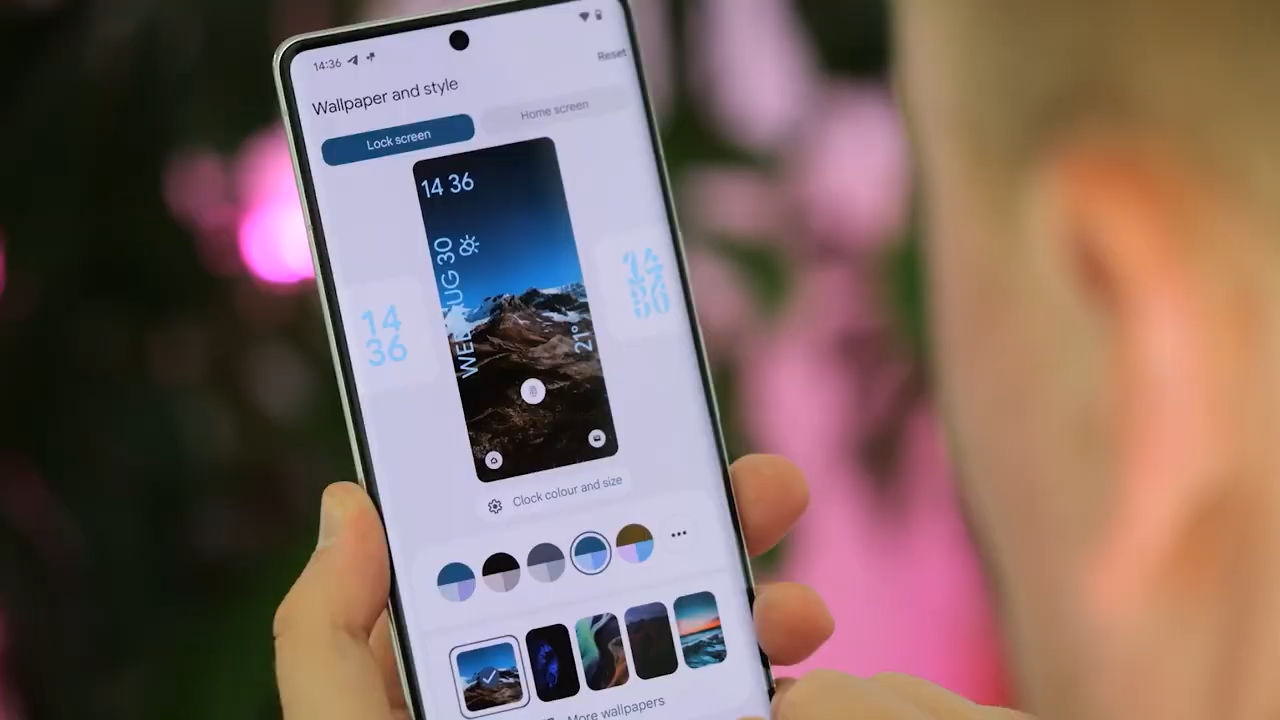 14:36
Reset
Wallpaper and style
Lock screen
Home screen
14 36
WED AUG 30
21°
14
36
Clock colour and size
More wallpapers